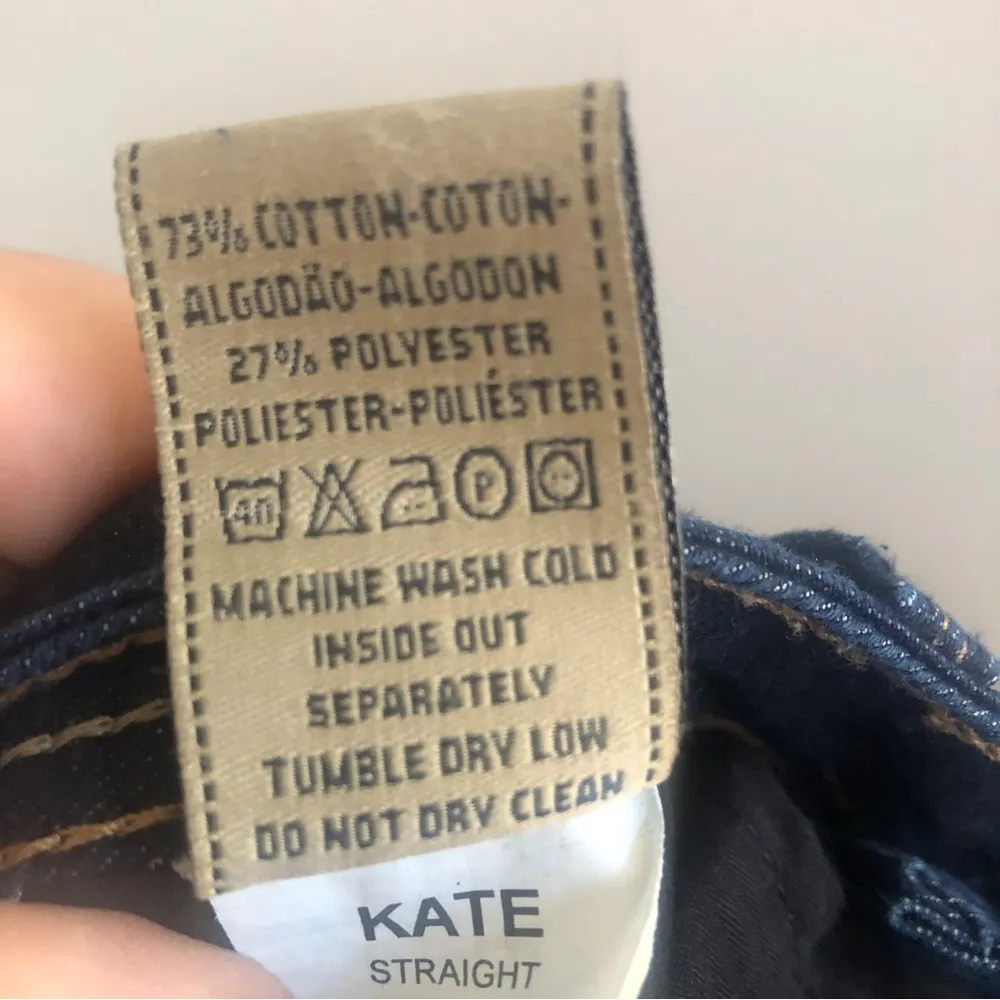 73% COTTON-COTON-
ALGODÃO-ALGODON
27% POLYESTER
POLIESTER-POLIÉSTER
40 P
MACHINE WASH COLD
INSIDE OUT
SEPARATELY
TUMBLE DRY LOW
DO NOT DRY CLEAN
KATE
STRAIGHT